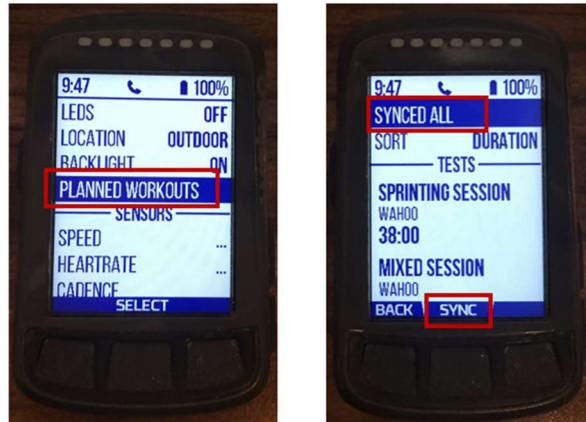 9:47 100%
LEDS OFF
LOCATION OUTDOOR
BACKLIGHT ON
PLANNED WORKOUTS
SENSORS
SPEED ...
HEARTRATE ...
CADENCE
SELECT
9:47 100%
SYNCED ALL
SORT DURATION
TESTS
SPRINTING SESSION
WAHOO
38:00
MIXED SESSION
WAHOO
BACK SYNC